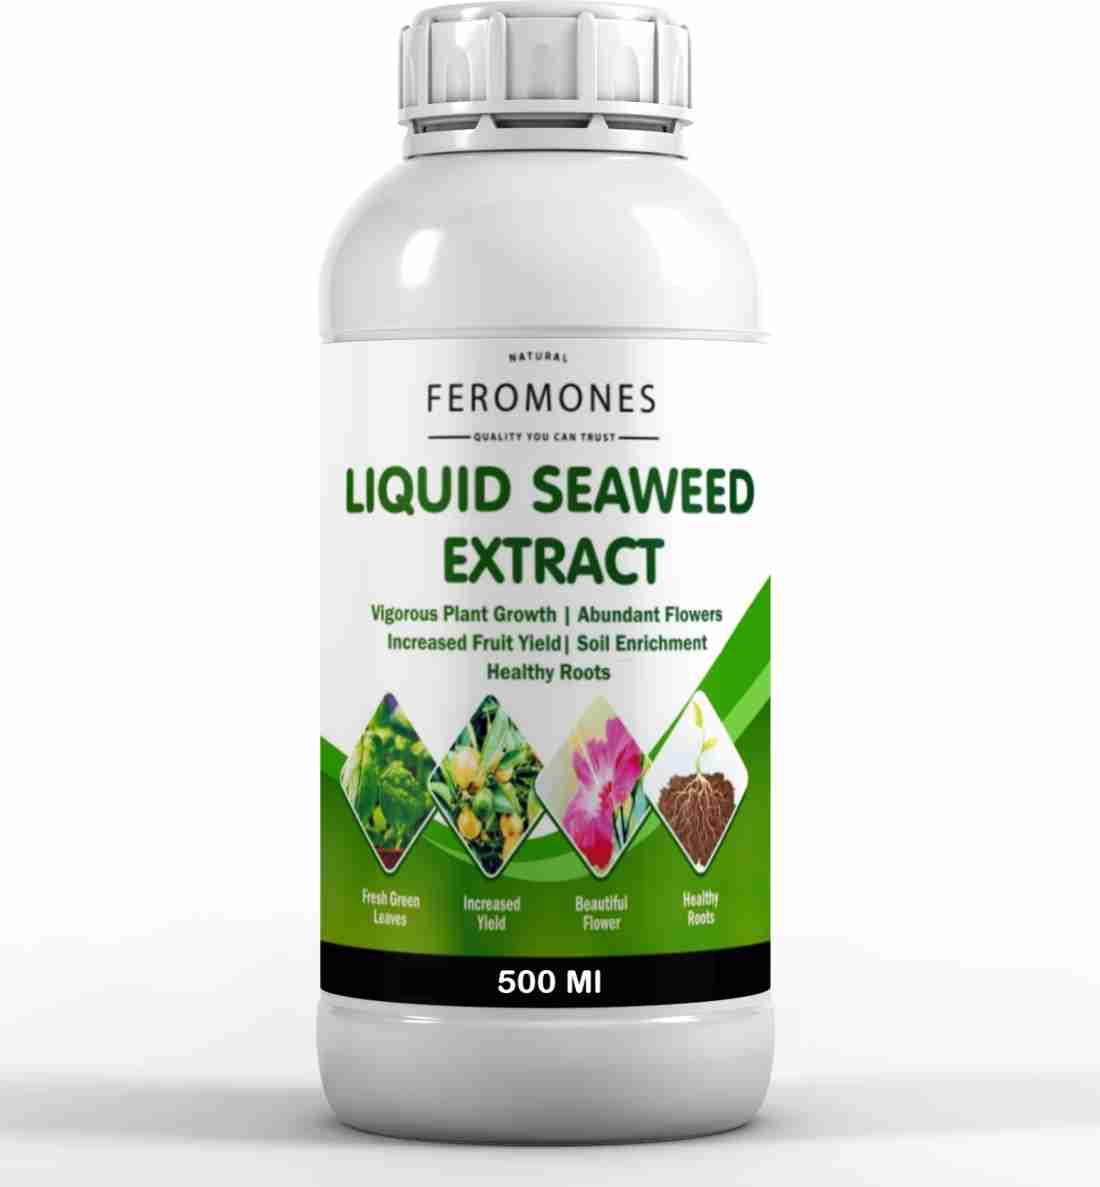 NATURAL
FEROMONES
QUALITY YOU CAN TRUST
LIQUID SEAWEED
EXTRACT
Vigorous Plant Growth | Abundant Flowers
Increased Fruit Yield| Soil Enrichment
Healthy Roots
Fresh Green
Leaves
Increased
Yield
Beautiful
Flower
Healthy
Roots
500 Ml